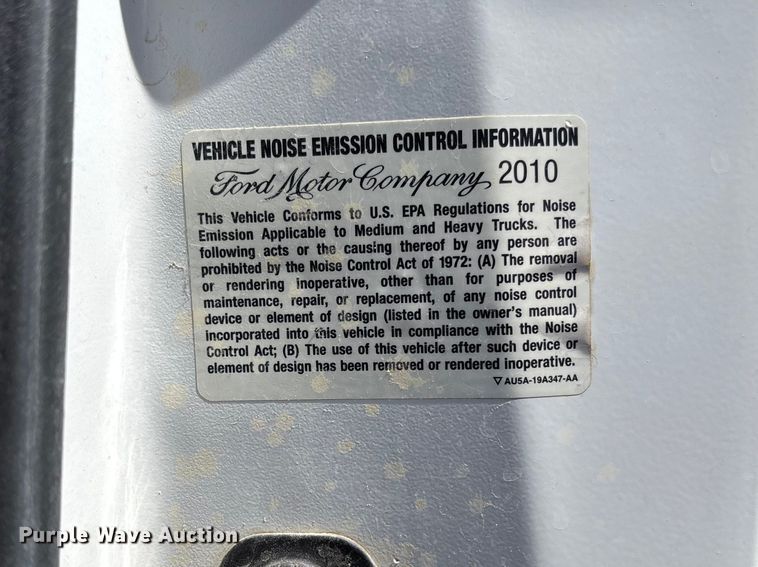 VEHICLE NOISE EMISSION CONTROL INFORMATION
Ford Motor Company 2010
This Vehicle Conforms to U.S. EPA Regulations for Noise
Emission Applicable to Medium and Heavy Trucks. The
following acts or the causing thereof by any person are
prohibited by the Noise Control Act of 1972: (A) The removal
or rendering inoperative, other than for purposes of
maintenance, repair, or replacement, of any noise control
device or element of design (listed in the owner's manual)
incorporated into this vehicle in compliance with the Noise
Control Act; (B) The use of this vehicle after such device or
element of design has been removed or rendered inoperative.
▽ AU5A-19A347-AA
Purple Wave Auction
Purple Wave Auction